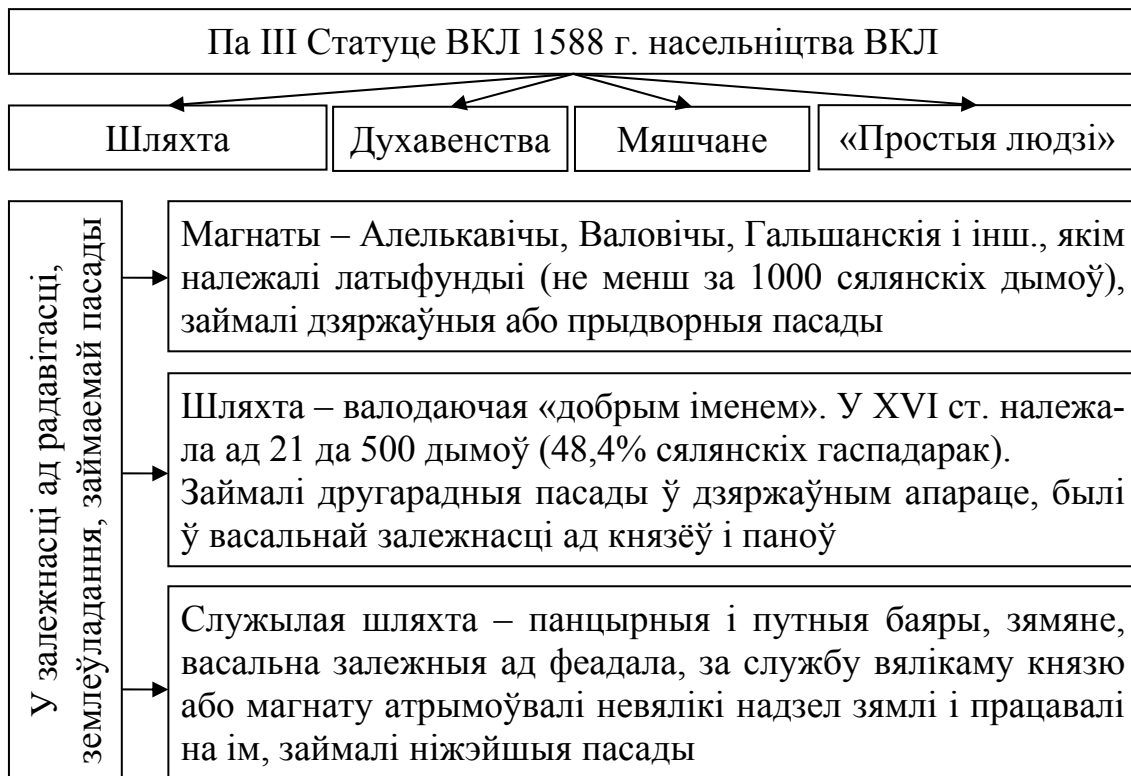 Па III Статуце ВКЛ 1588 г. насельніцтва ВКЛ
Шляхта
Духавенства
Мяшчане
«Простыя людзі»
У залежнасці ад радавітасці,
землеўладання, займаемай пасады
Магнаты – Алелькавічы, Валовічы, Гальшанскія і інш., якім
належалі латыфундыі (не менш за 1000 сялянскіх дымоў),
займалі дзяржаўныя або прыдворныя пасады
Шляхта – валодаючая «добрым іменем». У XVI ст. належа-
ла ад 21 да 500 дымоў (48,4% сялянскіх гаспадарак).
Займалі другарадныя пасады ў дзяржаўным апараце, былі
ў васальнай залежнасці ад князёў і паноў
Служылая шляхта – панцырныя і путныя баяры, зямяне,
васальна залежныя ад феадала, за службу вялікаму князю
або магнату атрымоўвалі невялікі надзел зямлі і працавалі
на ім, займалі ніжэйшыя пасады